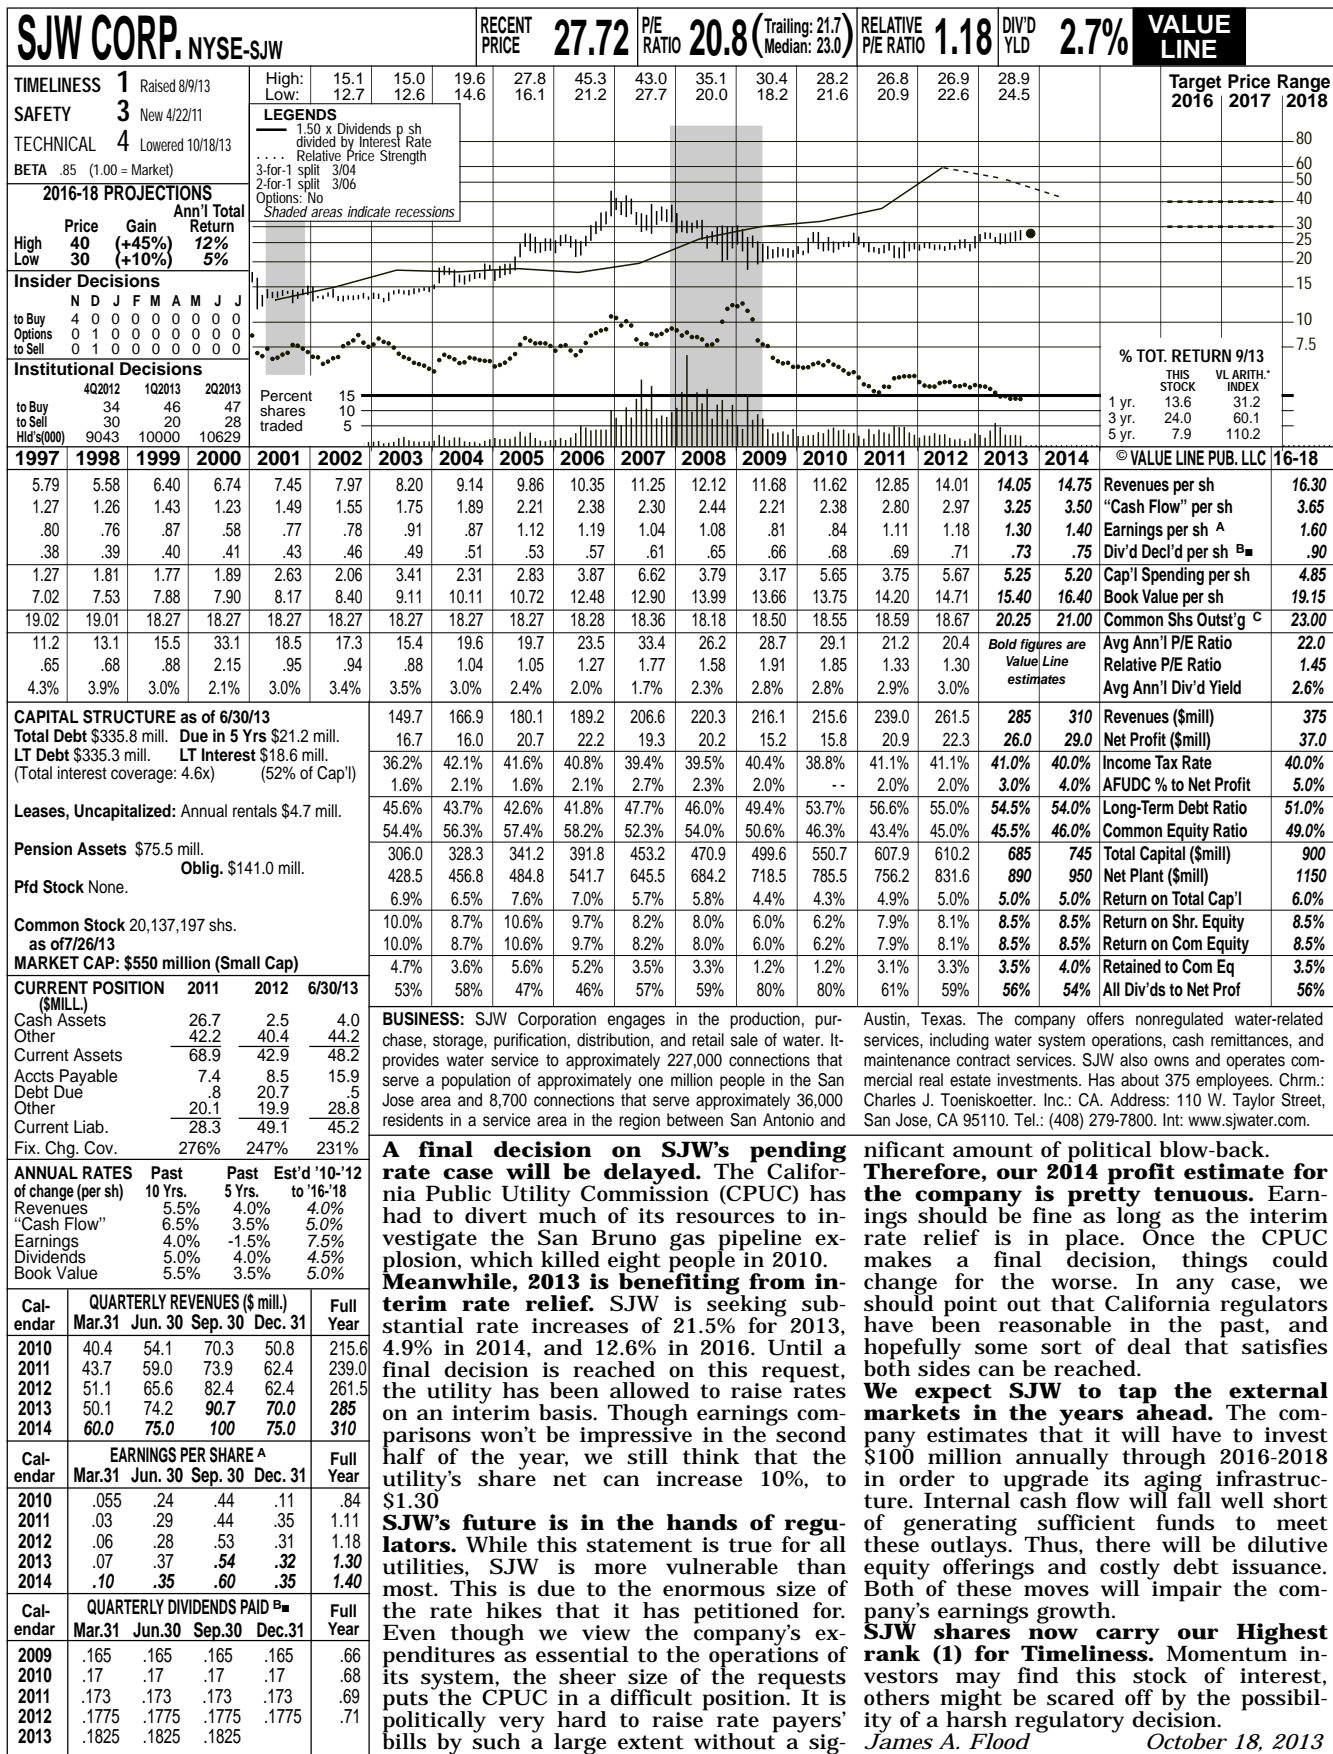 SJW CORP. NYSE-SJW
RECENT PRICE 27.72 P/E RATIO 20.8 (Trailing: 21.7 Median: 23.0) RELATIVE P/E RATIO 1.18 DIV'D YLD 2.7% VALUE LINE
TIMELINESS 1 Raised 8/9/13
SAFETY 3 New 4/22/11
TECHNICAL 4 Lowered 10/18/13
BETA .85 (1.00 = Market)
2016-18 PROJECTIONS
Ann'l Total
Price Gain Return
High 40 (+45%) 12%
Low 30 (+10%) 5%
Insider Decisions
N D J F M A M J J
to Buy 4 0 0 0 0 0 0 0 0
Options 0 1 0 0 0 0 0 0 0
to Sell 0 1 0 0 0 0 0 0 0
Institutional Decisions
4Q2012 1Q2013 2Q2013
to Buy 34 46 47
to Sell 30 20 28
Hld's(000) 9043 10000 10629
High: 15.1 15.0 19.6 27.8 45.3 43.0 35.1 30.4 28.2 26.8 26.9 28.9
Low: 12.7 12.6 14.6 16.1 21.2 27.7 20.0 18.2 21.6 20.9 22.6 24.5
Target Price Range
2016 2017 2018
LEGENDS
1.50 x Dividends p sh
divided by Interest Rate
. . . . Relative Price Strength
3-for-1 split 3/04
2-for-1 split 3/06
Options: No
Shaded areas indicate recessions
80
60
50
40
30
25
20
15
10
7.5
Percent 15
shares 10
traded 5
% TOT. RETURN 9/13
THIS STOCK VL ARITH.* INDEX
1 yr. 13.6 31.2
3 yr. 24.0 60.1
5 yr. 7.9 110.2
1997 1998 1999 2000 2001 2002 2003 2004 2005 2006 2007 2008 2009 2010 2011 2012 2013 2014 © VALUE LINE PUB. LLC 16-18
5.79 5.58 6.40 6.74 7.45 7.97 8.20 9.14 9.86 10.35 11.25 12.12 11.68 11.62 12.85 14.01 14.05 14.75 Revenues per sh 16.30
1.27 1.26 1.43 1.23 1.49 1.55 1.75 1.89 2.21 2.38 2.30 2.44 2.21 2.38 2.80 2.97 3.25 3.50 "Cash Flow" per sh 3.65
.80 .76 .87 .58 .77 .78 .91 .87 1.12 1.19 1.04 1.08 .81 .84 1.11 1.18 1.30 1.40 Earnings per sh A 1.60
.38 .39 .40 .41 .43 .46 .49 .51 .53 .57 .61 .65 .66 .68 .69 .71 .73 .75 Div'd Decl'd per sh B■ .90
1.27 1.81 1.77 1.89 2.63 2.06 3.41 2.31 2.83 3.87 6.62 3.79 3.17 5.65 3.75 5.67 5.25 5.20 Cap'l Spending per sh 4.85
7.02 7.53 7.88 7.90 8.17 8.40 9.11 10.11 10.72 12.48 12.90 13.99 13.66 13.75 14.20 14.71 15.40 16.40 Book Value per sh 19.15
19.02 19.01 18.27 18.27 18.27 18.27 18.27 18.27 18.27 18.28 18.36 18.18 18.50 18.55 18.59 18.67 20.25 21.00 Common Shs Outst'g C 23.00
11.2 13.1 15.5 33.1 18.5 17.3 15.4 19.6 19.7 23.5 33.4 26.2 28.7 29.1 21.2 20.4 Bold figures are Avg Ann'l P/E Ratio 22.0
.65 .68 .88 2.15 .95 .94 .88 1.04 1.05 1.27 1.77 1.58 1.91 1.85 1.33 1.30 Value Line Relative P/E Ratio 1.45
4.3% 3.9% 3.0% 2.1% 3.0% 3.4% 3.5% 3.0% 2.4% 2.0% 1.7% 2.3% 2.8% 2.8% 2.9% 3.0% estimates Avg Ann'l Div'd Yield 2.6%
CAPITAL STRUCTURE as of 6/30/13
Total Debt $335.8 mill. Due in 5 Yrs $21.2 mill.
LT Debt $335.3 mill. LT Interest $18.6 mill.
(Total interest coverage: 4.6x) (52% of Cap'l)
Leases, Uncapitalized: Annual rentals $4.7 mill.
Pension Assets $75.5 mill.
Oblig. $141.0 mill.
Pfd Stock None.
Common Stock 20,137,197 shs.
as of7/26/13
MARKET CAP: $550 million (Small Cap)
149.7 166.9 180.1 189.2 206.6 220.3 216.1 215.6 239.0 261.5 285 310 Revenues ($mill) 375
16.7 16.0 20.7 22.2 19.3 20.2 15.2 15.8 20.9 22.3 26.0 29.0 Net Profit ($mill) 37.0
36.2% 42.1% 41.6% 40.8% 39.4% 39.5% 40.4% 38.8% 41.1% 41.1% 41.0% 40.0% Income Tax Rate 40.0%
1.6% 2.1% 1.6% 2.1% 2.7% 2.3% 2.0% - - 2.0% 2.0% 3.0% 4.0% AFUDC % to Net Profit 5.0%
45.6% 43.7% 42.6% 41.8% 47.7% 46.0% 49.4% 53.7% 56.6% 55.0% 54.5% 54.0% Long-Term Debt Ratio 51.0%
54.4% 56.3% 57.4% 58.2% 52.3% 54.0% 50.6% 46.3% 43.4% 45.0% 45.5% 46.0% Common Equity Ratio 49.0%
306.0 328.3 341.2 391.8 453.2 470.9 499.6 550.7 607.9 610.2 685 745 Total Capital ($mill) 900
428.5 456.8 484.8 541.7 645.5 684.2 718.5 785.5 756.2 831.6 890 950 Net Plant ($mill) 1150
6.9% 6.5% 7.6% 7.0% 5.7% 5.8% 4.4% 4.3% 4.9% 5.0% 5.0% 5.0% Return on Total Cap'l 6.0%
10.0% 8.7% 10.6% 9.7% 8.2% 8.0% 6.0% 6.2% 7.9% 8.1% 8.5% 8.5% Return on Shr. Equity 8.5%
10.0% 8.7% 10.6% 9.7% 8.2% 8.0% 6.0% 6.2% 7.9% 8.1% 8.5% 8.5% Return on Com Equity 8.5%
4.7% 3.6% 5.6% 5.2% 3.5% 3.3% 1.2% 1.2% 3.1% 3.3% 3.5% 4.0% Retained to Com Eq 3.5%
53% 58% 47% 46% 57% 59% 80% 80% 61% 59% 56% 54% All Div'ds to Net Prof 56%
CURRENT POSITION 2011 2012 6/30/13
($MILL.)
Cash Assets 26.7 2.5 4.0
Other 42.2 40.4 44.2
Current Assets 68.9 42.9 48.2
Accts Payable 7.4 8.5 15.9
Debt Due .8 20.7 .5
Other 20.1 19.9 28.8
Current Liab. 28.3 49.1 45.2
Fix. Chg. Cov. 276% 247% 231%
ANNUAL RATES Past Past Est'd '10-'12
of change (per sh) 10 Yrs. 5 Yrs. to '16-'18
Revenues 5.5% 4.0% 4.0%
"Cash Flow" 6.5% 3.5% 5.0%
Earnings 4.0% -1.5% 7.5%
Dividends 5.0% 4.0% 4.5%
Book Value 5.5% 3.5% 5.0%
Cal- QUARTERLY REVENUES ($ mill.) Full
endar Mar.31 Jun. 30 Sep. 30 Dec. 31 Year
2010 40.4 54.1 70.3 50.8 215.6
2011 43.7 59.0 73.9 62.4 239.0
2012 51.1 65.6 82.4 62.4 261.5
2013 50.1 74.2 90.7 70.0 285
2014 60.0 75.0 100 75.0 310
Cal- EARNINGS PER SHARE A Full
endar Mar.31 Jun. 30 Sep. 30 Dec. 31 Year
2010 .055 .24 .44 .11 .84
2011 .03 .29 .44 .35 1.11
2012 .06 .28 .53 .31 1.18
2013 .07 .37 .54 .32 1.30
2014 .10 .35 .60 .35 1.40
Cal- QUARTERLY DIVIDENDS PAID B■ Full
endar Mar.31 Jun.30 Sep.30 Dec.31 Year
2009 .165 .165 .165 .165 .66
2010 .17 .17 .17 .17 .68
2011 .173 .173 .173 .173 .69
2012 .1775 .1775 .1775 .1775 .71
2013 .1825 .1825 .1825
BUSINESS: SJW Corporation engages in the production, pur-
chase, storage, purification, distribution, and retail sale of water. It-
provides water service to approximately 227,000 connections that
serve a population of approximately one million people in the San
Jose area and 8,700 connections that serve approximately 36,000
residents in a service area in the region between San Antonio and
Austin, Texas. The company offers nonregulated water-related
services, including water system operations, cash remittances, and
maintenance contract services. SJW also owns and operates com-
mercial real estate investments. Has about 375 employees. Chrm.:
Charles J. Toeniskoetter. Inc.: CA. Address: 110 W. Taylor Street,
San Jose, CA 95110. Tel.: (408) 279-7800. Int: www.sjwater.com.
A final decision on SJW's pending
rate case will be delayed. The Califor-
nia Public Utility Commission (CPUC) has
had to divert much of its resources to in-
vestigate the San Bruno gas pipeline ex-
plosion, which killed eight people in 2010.
Meanwhile, 2013 is benefiting from in-
terim rate relief. SJW is seeking sub-
stantial rate increases of 21.5% for 2013,
4.9% in 2014, and 12.6% in 2016. Until a
final decision is reached on this request,
the utility has been allowed to raise rates
on an interim basis. Though earnings com-
parisons won't be impressive in the second
half of the year, we still think that the
utility's share net can increase 10%, to
$1.30
SJW's future is in the hands of regu-
lators. While this statement is true for all
utilities, SJW is more vulnerable than
most. This is due to the enormous size of
the rate hikes that it has petitioned for.
Even though we view the company's ex-
penditures as essential to the operations of
its system, the sheer size of the requests
puts the CPUC in a difficult position. It is
politically very hard to raise rate payers'
bills by such a large extent without a sig-
nificant amount of political blow-back.
Therefore, our 2014 profit estimate for
the company is pretty tenuous. Earn-
ings should be fine as long as the interim
rate relief is in place. Once the CPUC
makes a final decision, things could
change for the worse. In any case, we
should point out that California regulators
have been reasonable in the past, and
hopefully some sort of deal that satisfies
both sides can be reached.
We expect SJW to tap the external
markets in the years ahead. The com-
pany estimates that it will have to invest
$100 million annually through 2016-2018
in order to upgrade its aging infrastruc-
ture. Internal cash flow will fall well short
of generating sufficient funds to meet
these outlays. Thus, there will be dilutive
equity offerings and costly debt issuance.
Both of these moves will impair the com-
pany's earnings growth.
SJW shares now carry our Highest
rank (1) for Timeliness. Momentum in-
vestors may find this stock of interest,
others might be scared off by the possibil-
ity of a harsh regulatory decision.
James A. Flood October 18, 2013